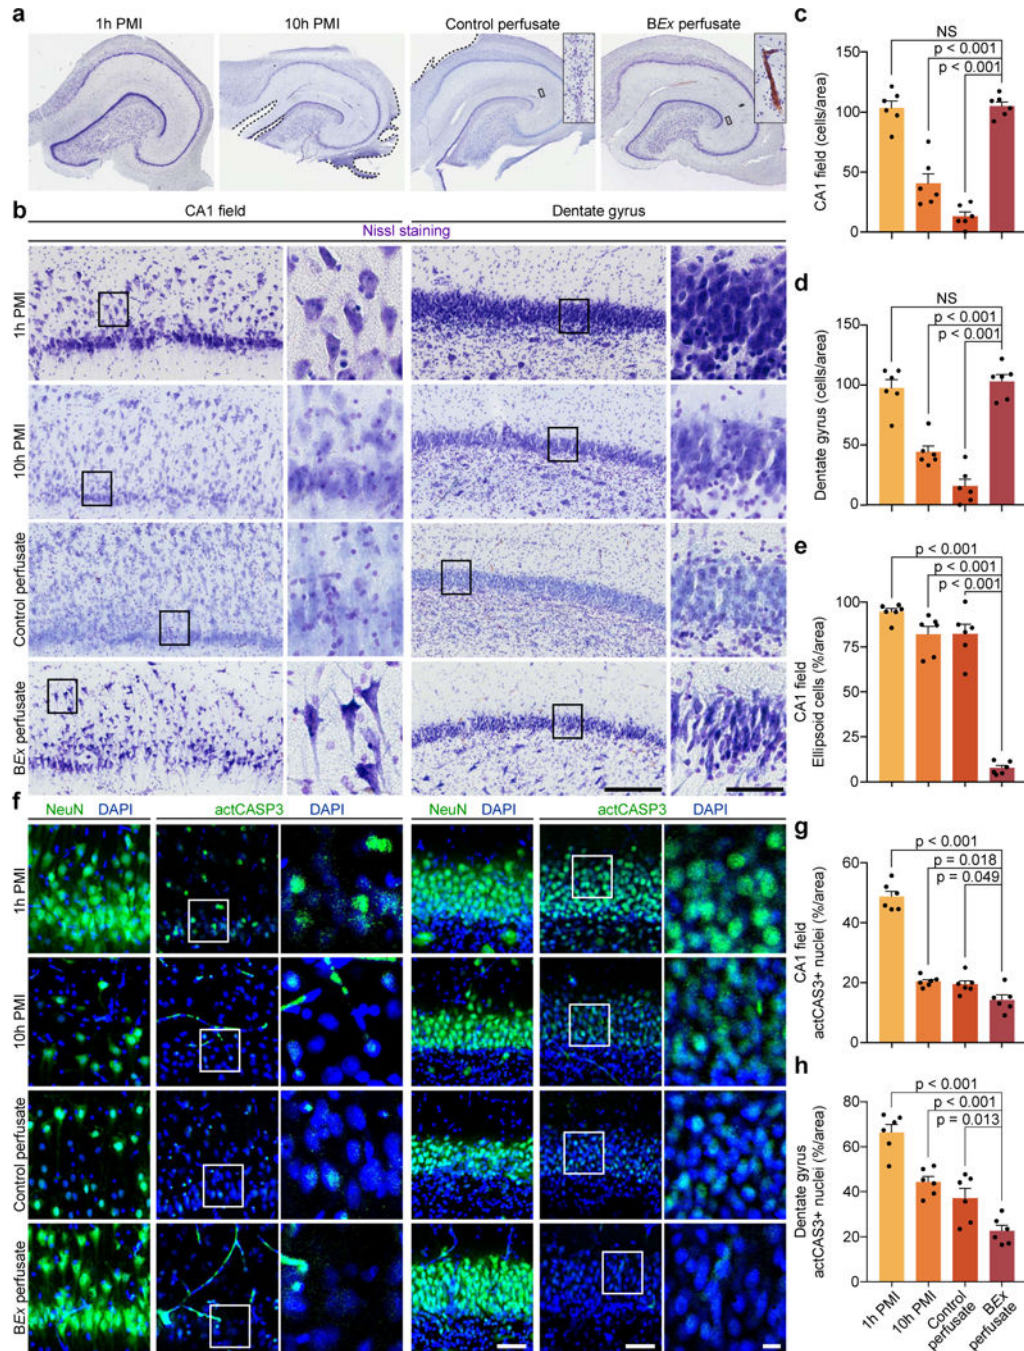 a
1h PMI
10h PMI
Control perfusate
BEx perfusate
b
CA1 field
Dentate gyrus
Nissl staining
1h PMI
10h PMI
Control perfusate
BEx perfusate
f
NeuN DAPI
actCASP3 DAPI
NeuN DAPI
actCASP3 DAPI
1h PMI
10h PMI
Control perfusate
BEx perfusate
c
NS
p < 0.001
p < 0.001
CA1 field (cells/area)
150
100
50
0
d
NS
p < 0.001
p < 0.001
Dentate gyrus (cells/area)
150
100
50
0
e
p < 0.001
p < 0.001
p < 0.001
CA1 field
Ellipsoid cells (%/area)
100
75
50
25
0
g
p < 0.001
p = 0.018
p = 0.049
CA1 field
actCAS3+ nuclei (%/area)
60
40
20
0
h
p < 0.001
p < 0.001
p = 0.013
Dentate gyrus
actCAS3+ nuclei (%/area)
80
60
40
20
0
1h PMI
10h PMI
Control
perfusate
BEx
perfusate